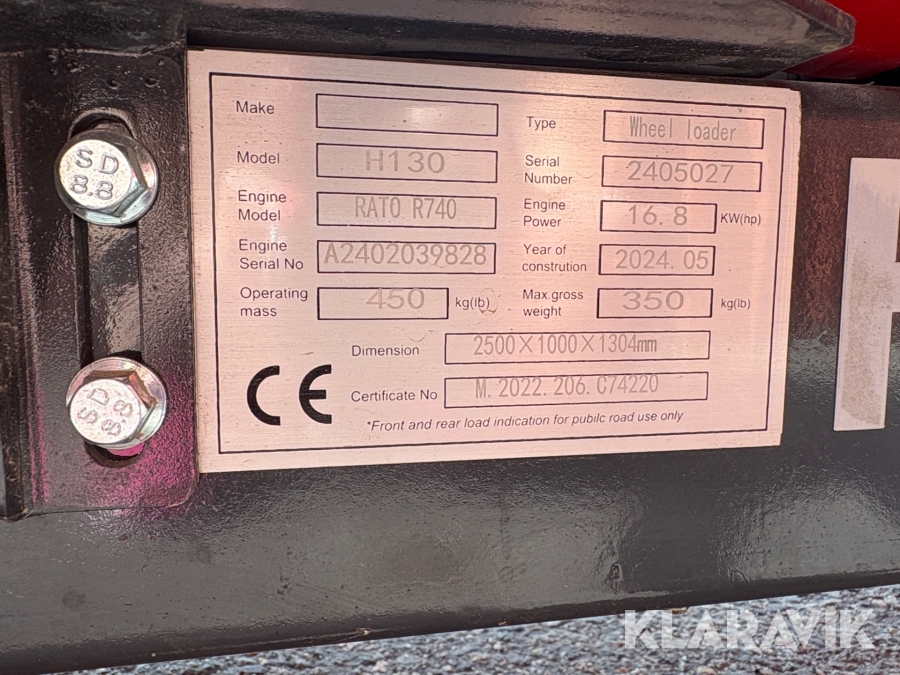 Make
Type Wheel loader
Model H130
Serial Number 2405027
Engine Model RATO R740
Engine Power 16.8 KW(hp)
Engine Serial No A2402039828
Year of constrution 2024.05
Operating mass 450 kg(lb)
Max.gross weight 350 kg(lb)
Dimension 2500×1000×1304mm
CE
Certificate No M.2022.206.C74220
*Front and rear load indication for pubilc road use only
SD
8.8
SD
8.8
KLARAVIK